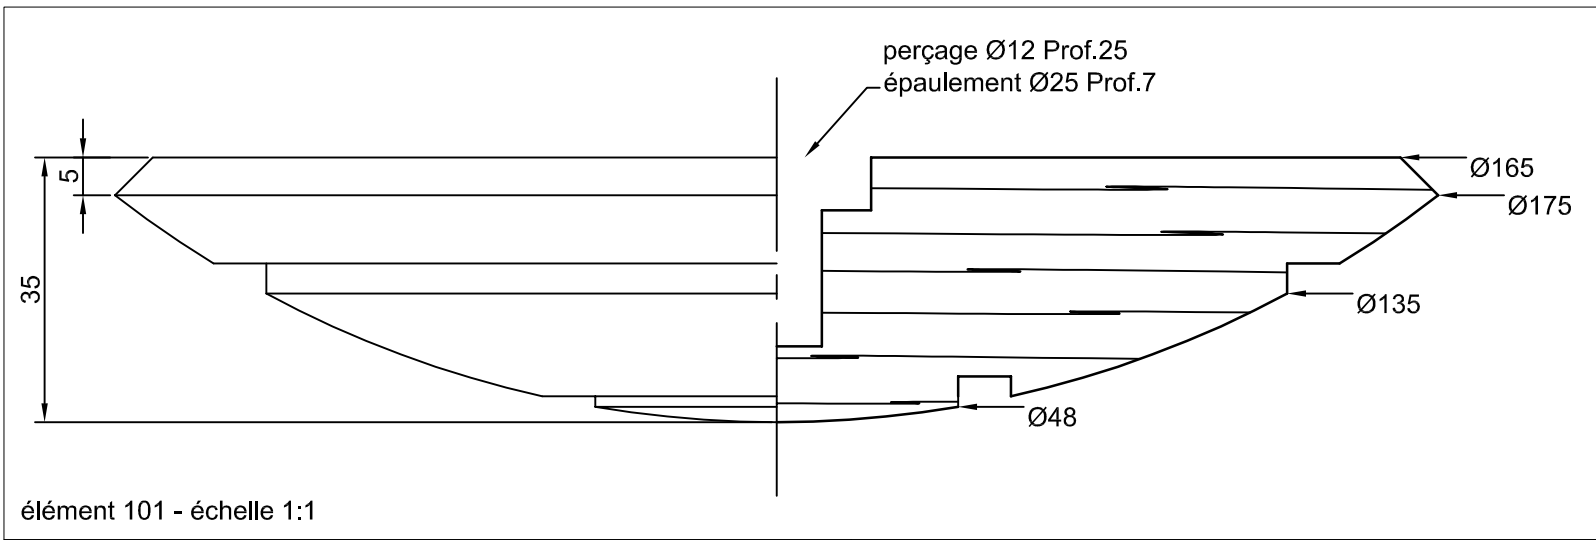 perçage Ø12 Prof.25
épaulement Ø25 Prof.7
5
35
Ø165
Ø175
Ø135
Ø48
élément 101 - échelle 1:1